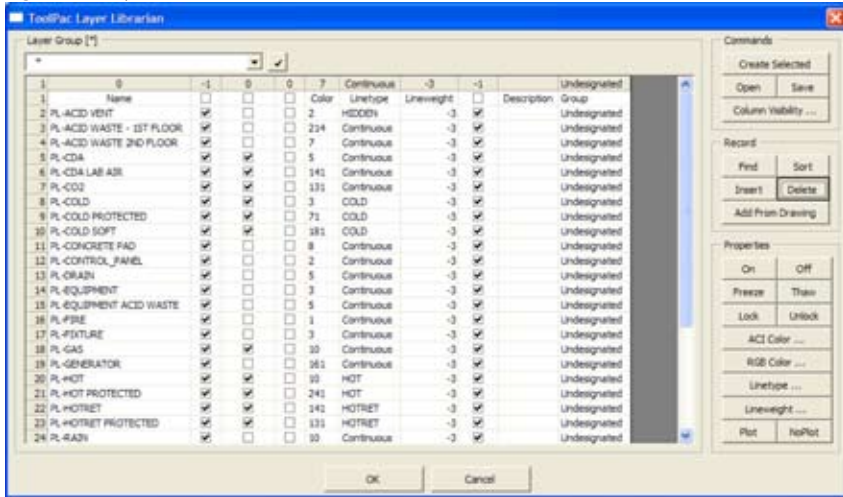 ToolPac Layer Librarian
Layer Group [*]
*
1 0 -1 0 0 7 Continuous -3 -1 Undesignated
1 Name Color Linetype Lineweight Description Group
2 PL-ACID VENT 2 HIDDEN -3 Undesignated
3 PL-ACID WASTE - 1ST FLOOR 214 Continuous -3 Undesignated
4 PL-ACID WASTE 2ND FLOOR 7 Continuous -3 Undesignated
5 PL-CDA 5 Continuous -3 Undesignated
6 PL-CDA LAB AIR 141 Continuous -3 Undesignated
7 PL-CO2 131 Continuous -3 Undesignated
8 PL-COLD 3 COLD -3 Undesignated
9 PL-COLD PROTECTED 71 COLD -3 Undesignated
10 PL-COLD SOFT 181 COLD -3 Undesignated
11 PL-CONCRETE PAD 8 Continuous -3 Undesignated
12 PL-CONTROL_PANEL 2 Continuous -3 Undesignated
13 PL-DRAIN 5 Continuous -3 Undesignated
14 PL-EQUIPMENT 3 Continuous -3 Undesignated
15 PL-EQUIPMENT ACID WASTE 5 Continuous -3 Undesignated
16 PL-FIRE 1 Continuous -3 Undesignated
17 PL-FIXTURE 3 Continuous -3 Undesignated
18 PL-GAS 10 Continuous -3 Undesignated
19 PL-GENERATOR 161 Continuous -3 Undesignated
20 PL-HOT 10 HOT -3 Undesignated
21 PL-HOT PROTECTED 241 HOT -3 Undesignated
22 PL-HOTRET 141 HOTRET -3 Undesignated
23 PL-HOTRET PROTECTED 131 HOTRET -3 Undesignated
24 PL-RAIN 10 Continuous -3 Undesignated
Commands
Create Selected
Open Save
Column Visibility ...
Record
Find Sort
Insert Delete
Add From Drawing
Properties
On Off
Freeze Thaw
Lock Unlock
ACI Color ...
RGB Color ...
Linetype ...
Lineweight ...
Plot NoPlot
OK Cancel